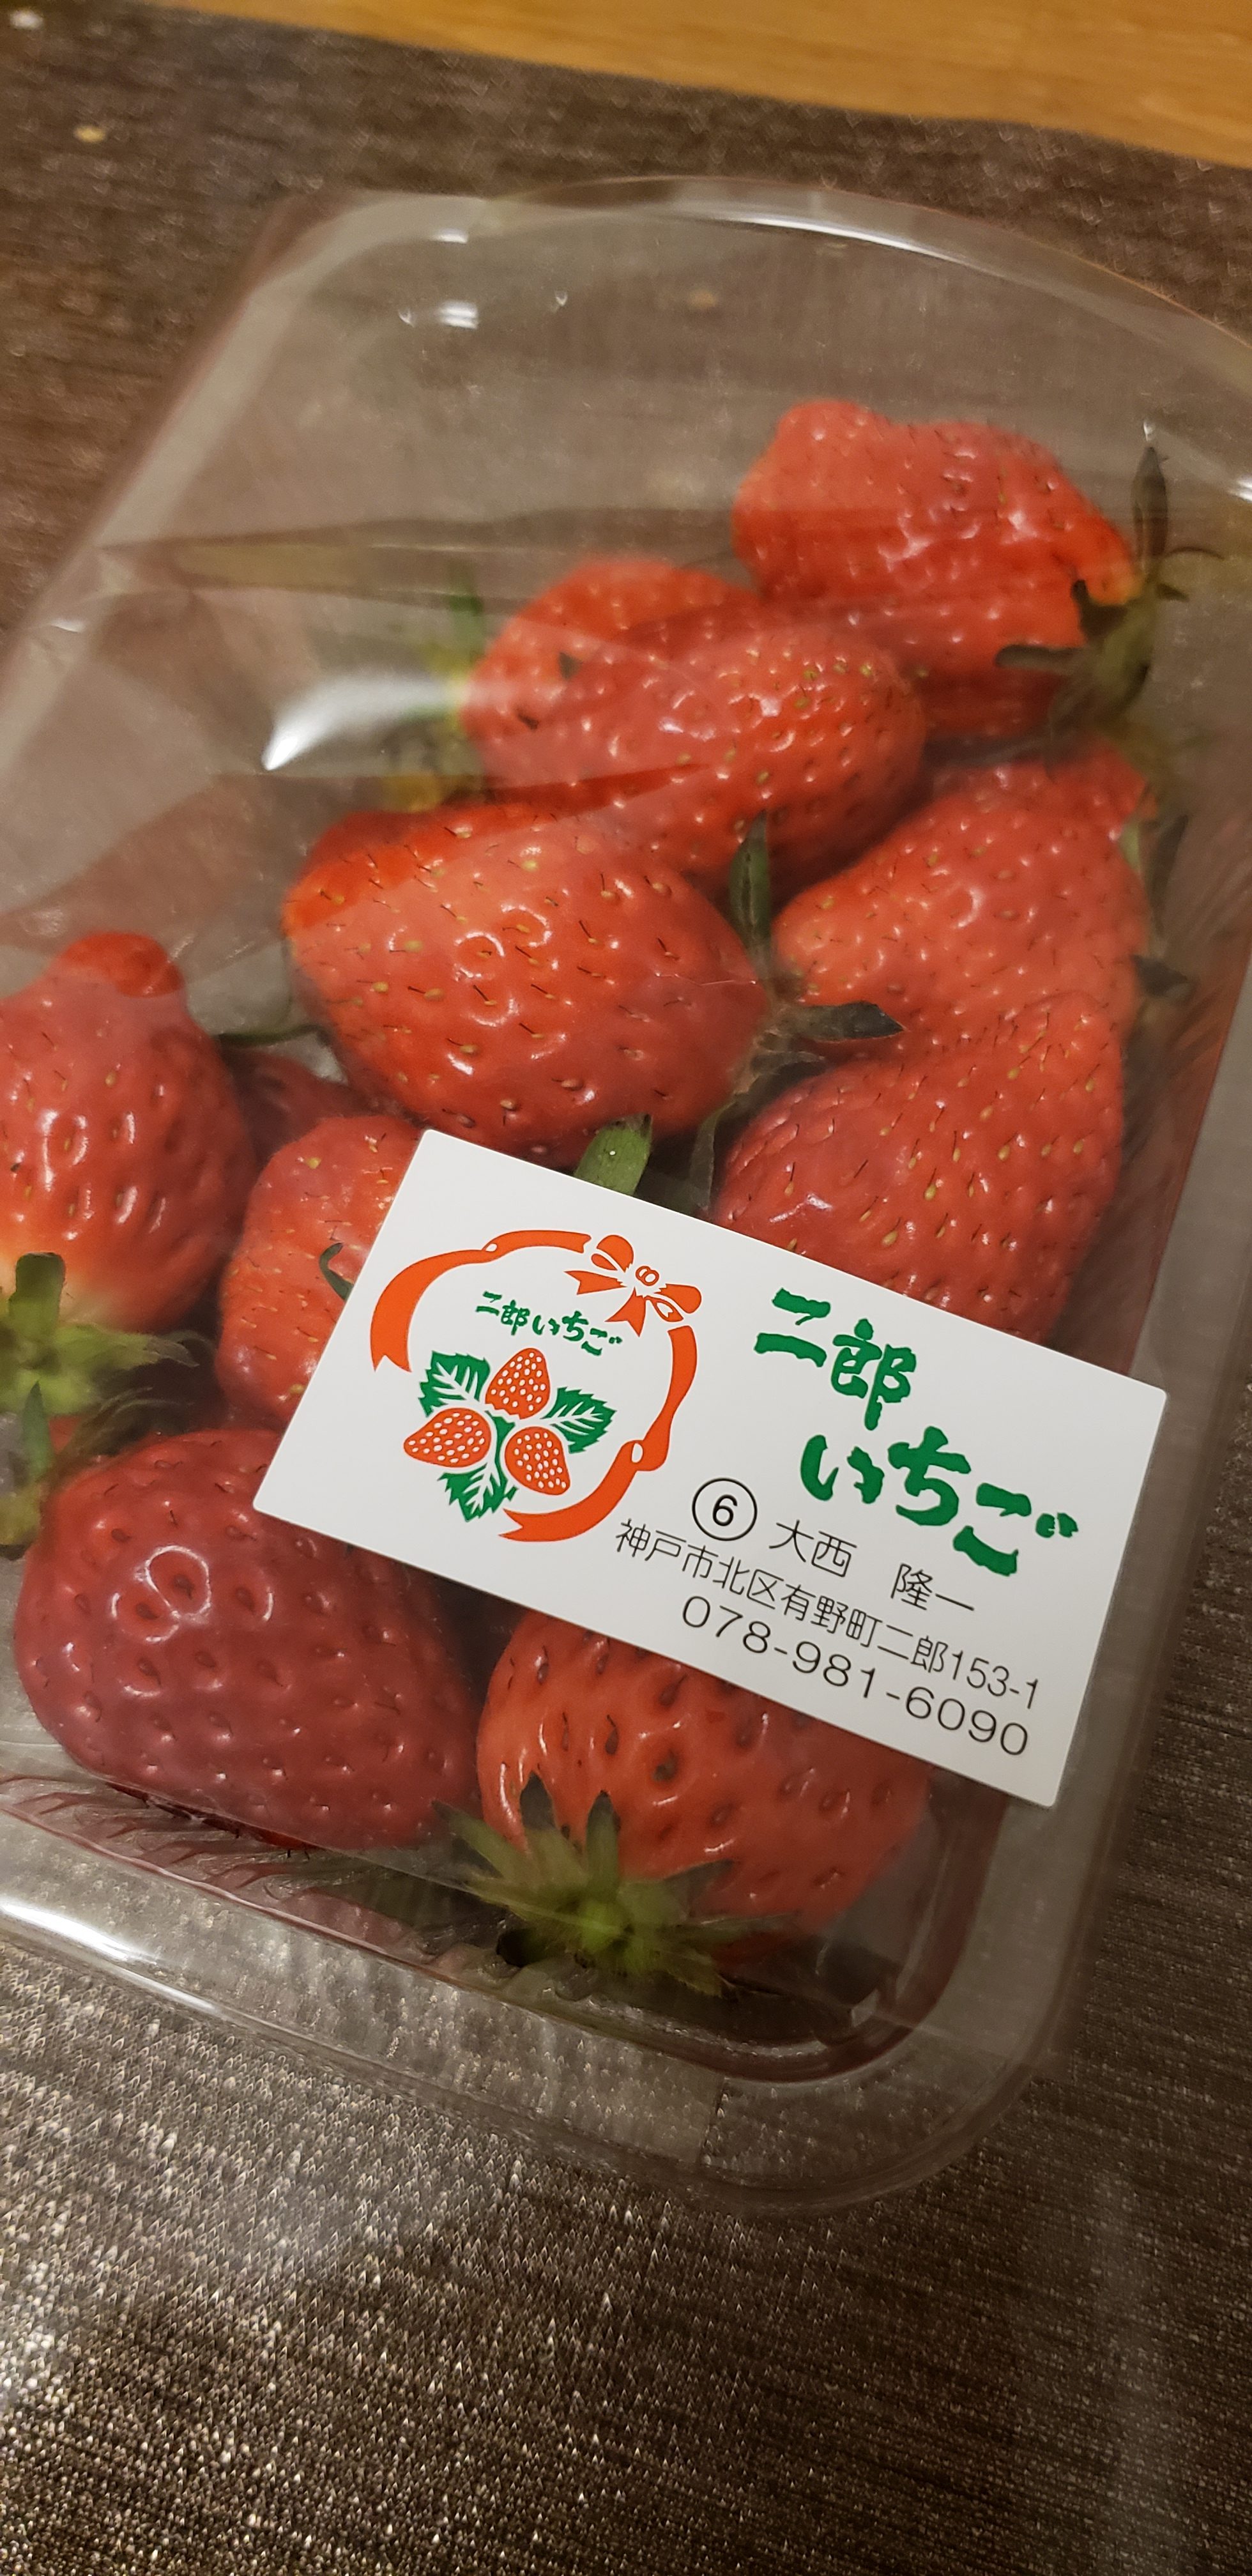 二郎いちご
二郎
いちご
⑥ 大西 隆一
神戸市北区有野町二郎153-1
078-981-6090